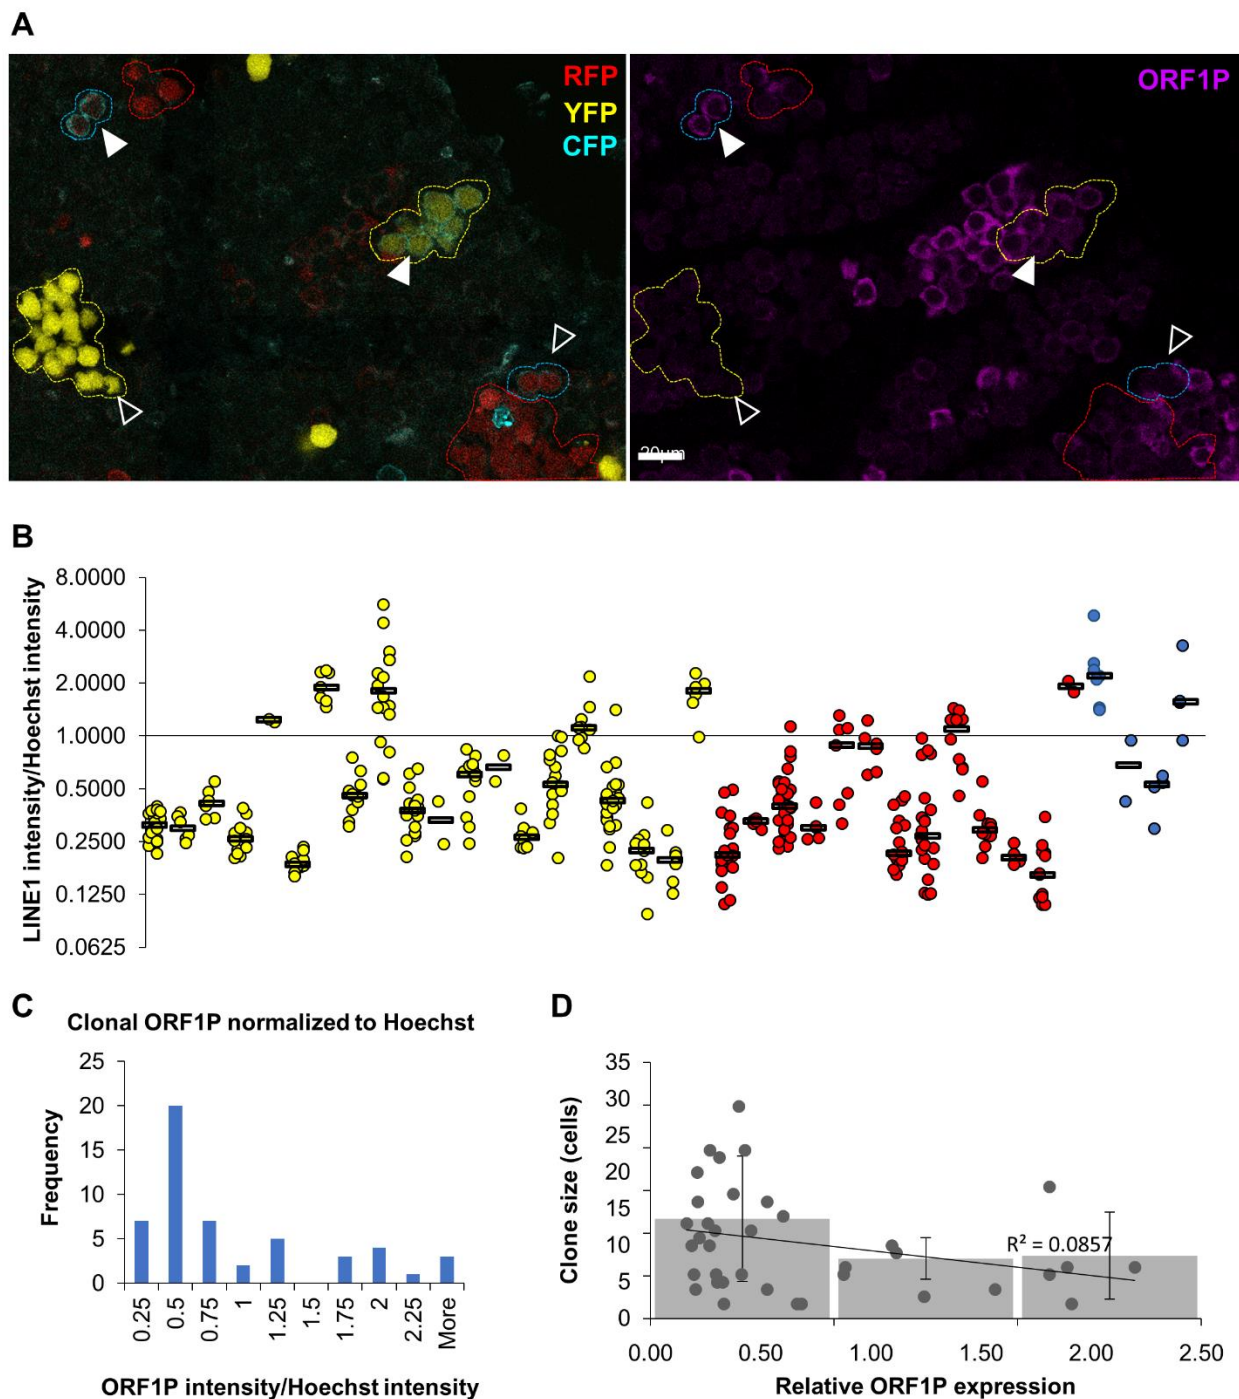 A
RFP
YFP
CFP
ORF1P
20µm
B
LINE1 intensity/Hoechst intensity
8.0000
4.0000
2.0000
1.0000
0.5000
0.2500
0.1250
0.0625
C
Clonal ORF1P normalized to Hoechst
Frequency
25
20
15
10
5
0
0.25
0.5
0.75
1
1.25
1.5
1.75
2
2.25
More
ORF1P intensity/Hoechst intensity
D
Clone size (cells)
35
30
25
20
15
10
5
0
R² = 0.0857
0.00
0.50
1.00
1.50
2.00
2.50
Relative ORF1P expression